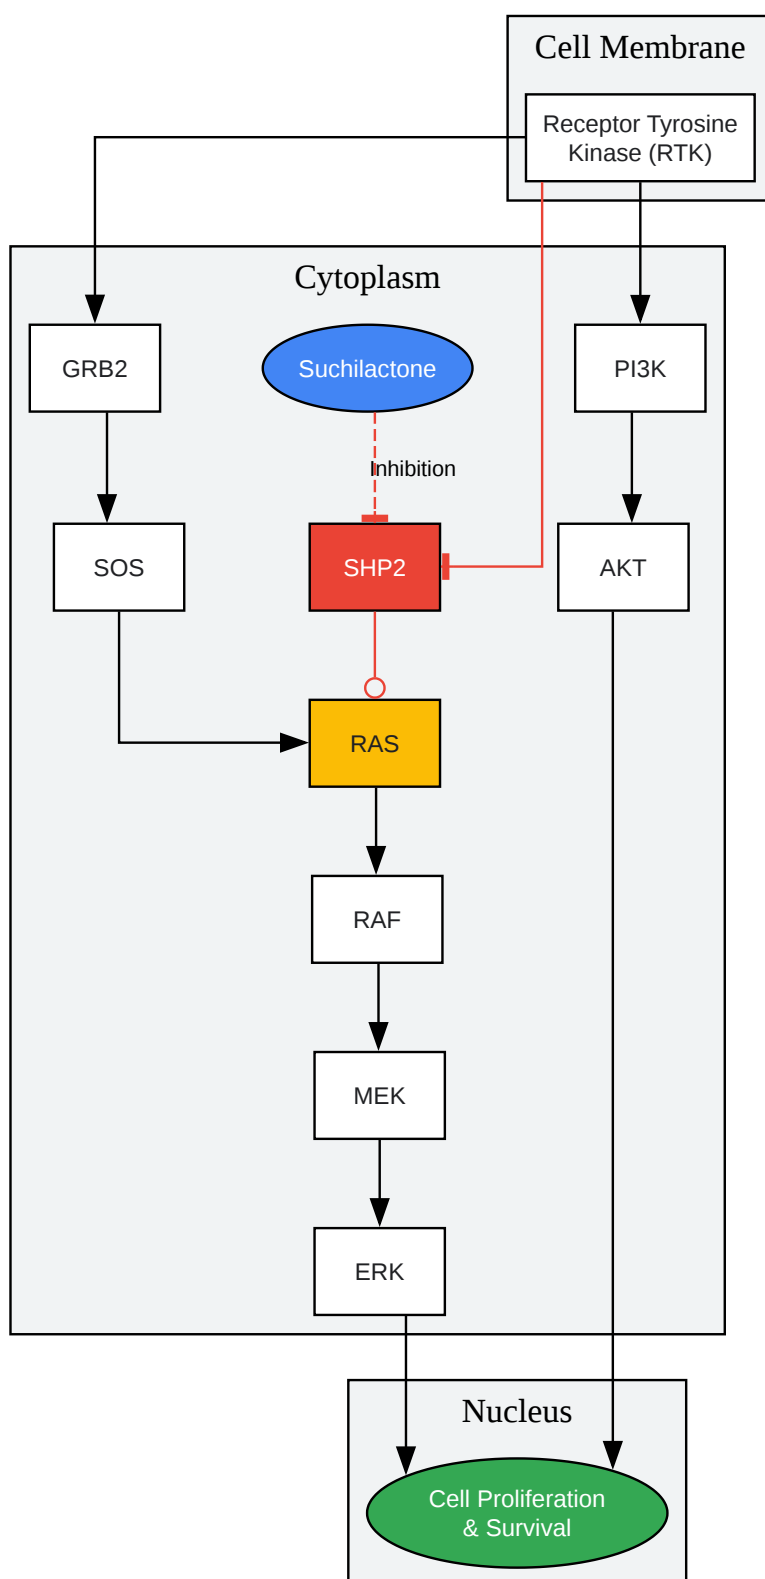 Cell Membrane
Receptor Tyrosine
Kinase (RTK)
Cytoplasm
GRB2
Suchilactone
PI3K
Inhibition
SOS
SHP2
AKT
RAS
RAF
MEK
ERK
Nucleus
Cell Proliferation
& Survival